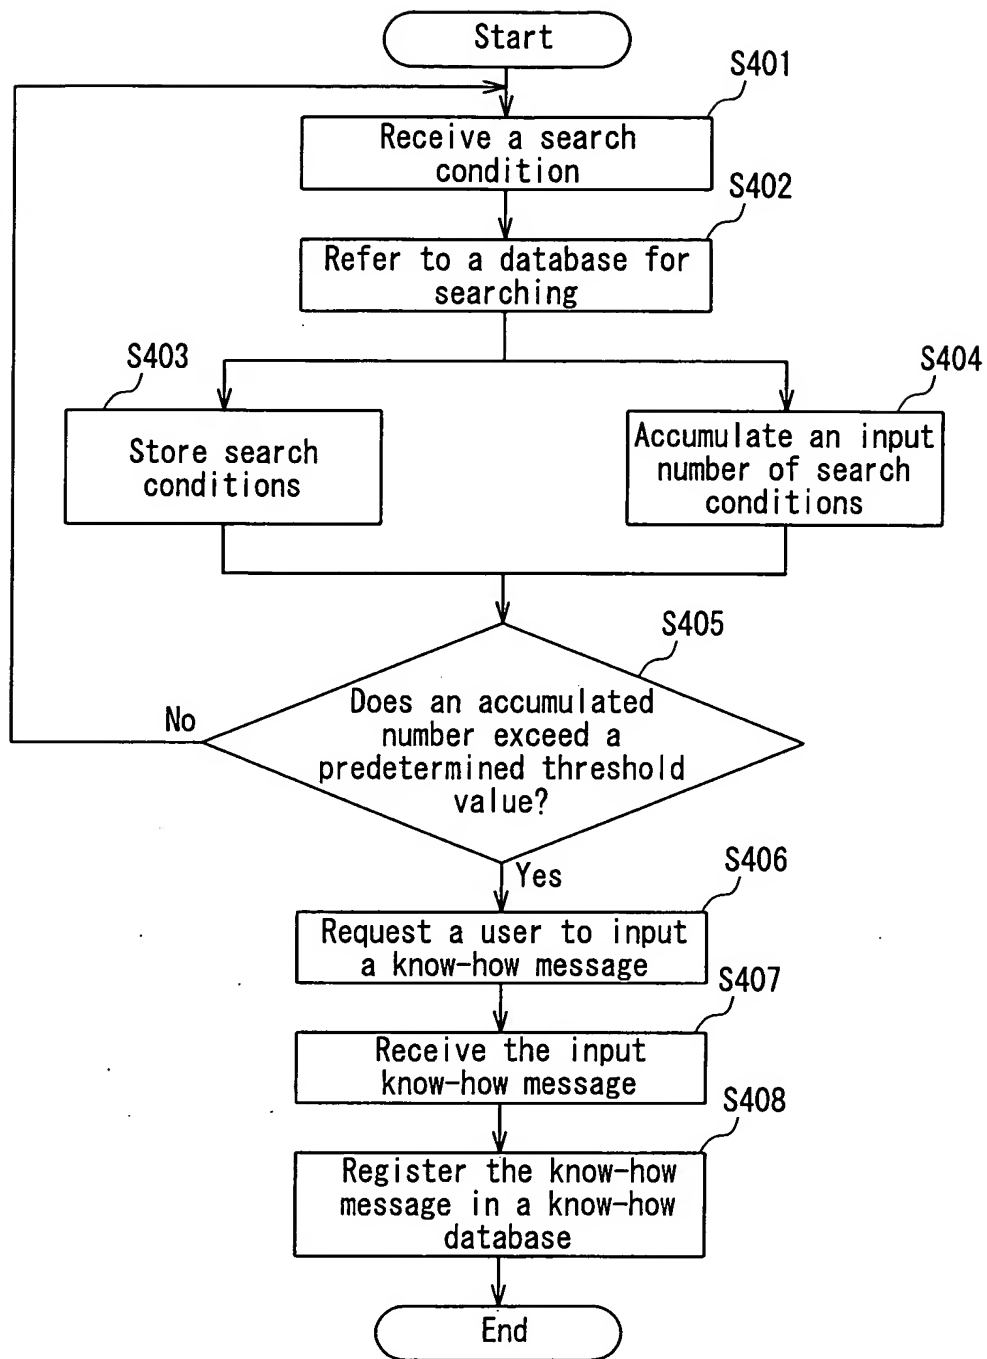 Start
S401
Receive a search
condition
S402
Refer to a database for
searching
S403
Store search
conditions
S404
Accumulate an input
number of search
conditions
S405
Does an accumulated
number exceed a
predetermined threshold
value?
No
Yes
S406
Request a user to input
a know-how message
S407
Receive the input
know-how message
S408
Register the know-how
message in a know-how
database
End